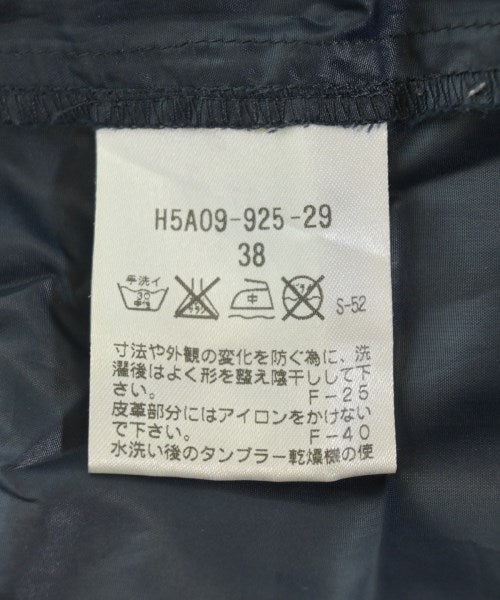 H5A09-925-29
38
手洗イ
30
中
S-52
寸法や外観の変化を防ぐ為に、洗
濯後はよく形を整え陰干しして下
さい。 F-25
皮革部分にはアイロンをかけない
で下さい。 F-40
水洗い後のタンブラー乾燥機の使